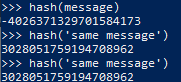 >>> hash(message)
-4026371329701584173
>>> hash('same message')
3028051759194708962
>>> hash('same message')
3028051759194708962